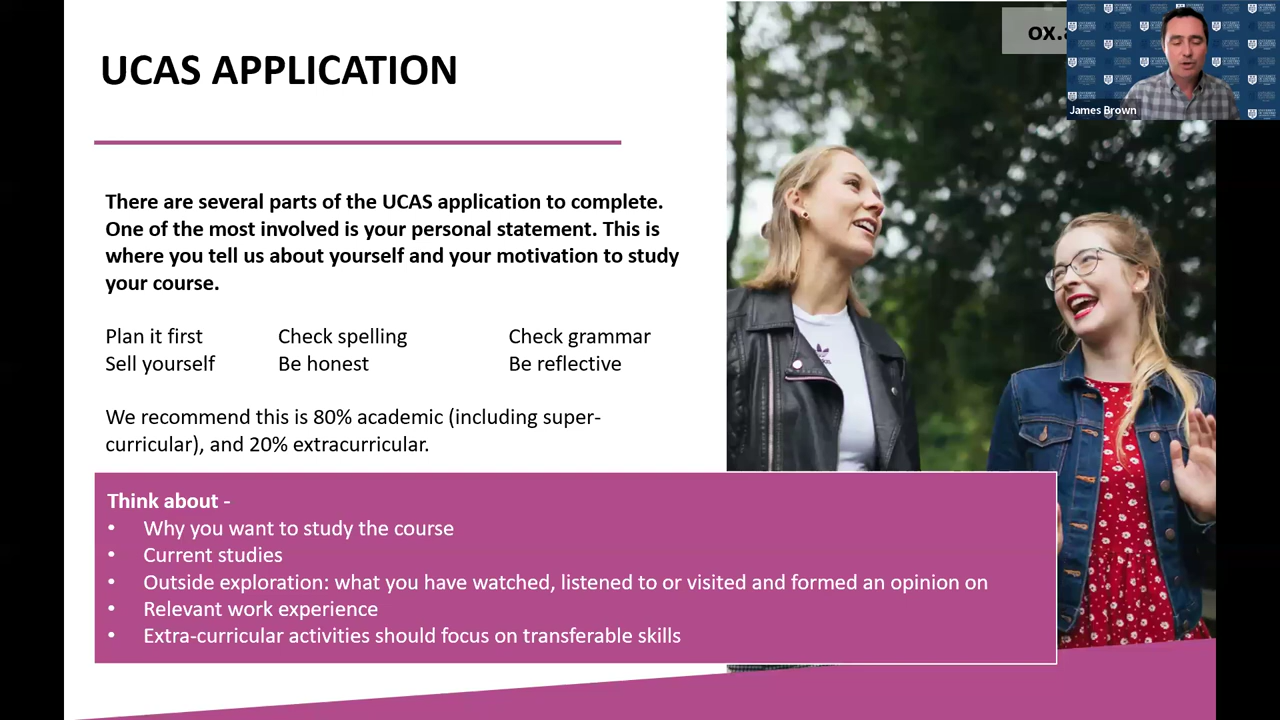 UCAS APPLICATION
ox.
James Brown
There are several parts of the UCAS application to complete.
One of the most involved is your personal statement. This is
where you tell us about yourself and your motivation to study
your course.
Plan it first Check spelling Check grammar
Sell yourself Be honest Be reflective
We recommend this is 80% academic (including super-
curricular), and 20% extracurricular.
Think about -
• Why you want to study the course
• Current studies
• Outside exploration: what you have watched, listened to or visited and formed an opinion on
• Relevant work experience
• Extra-curricular activities should focus on transferable skills